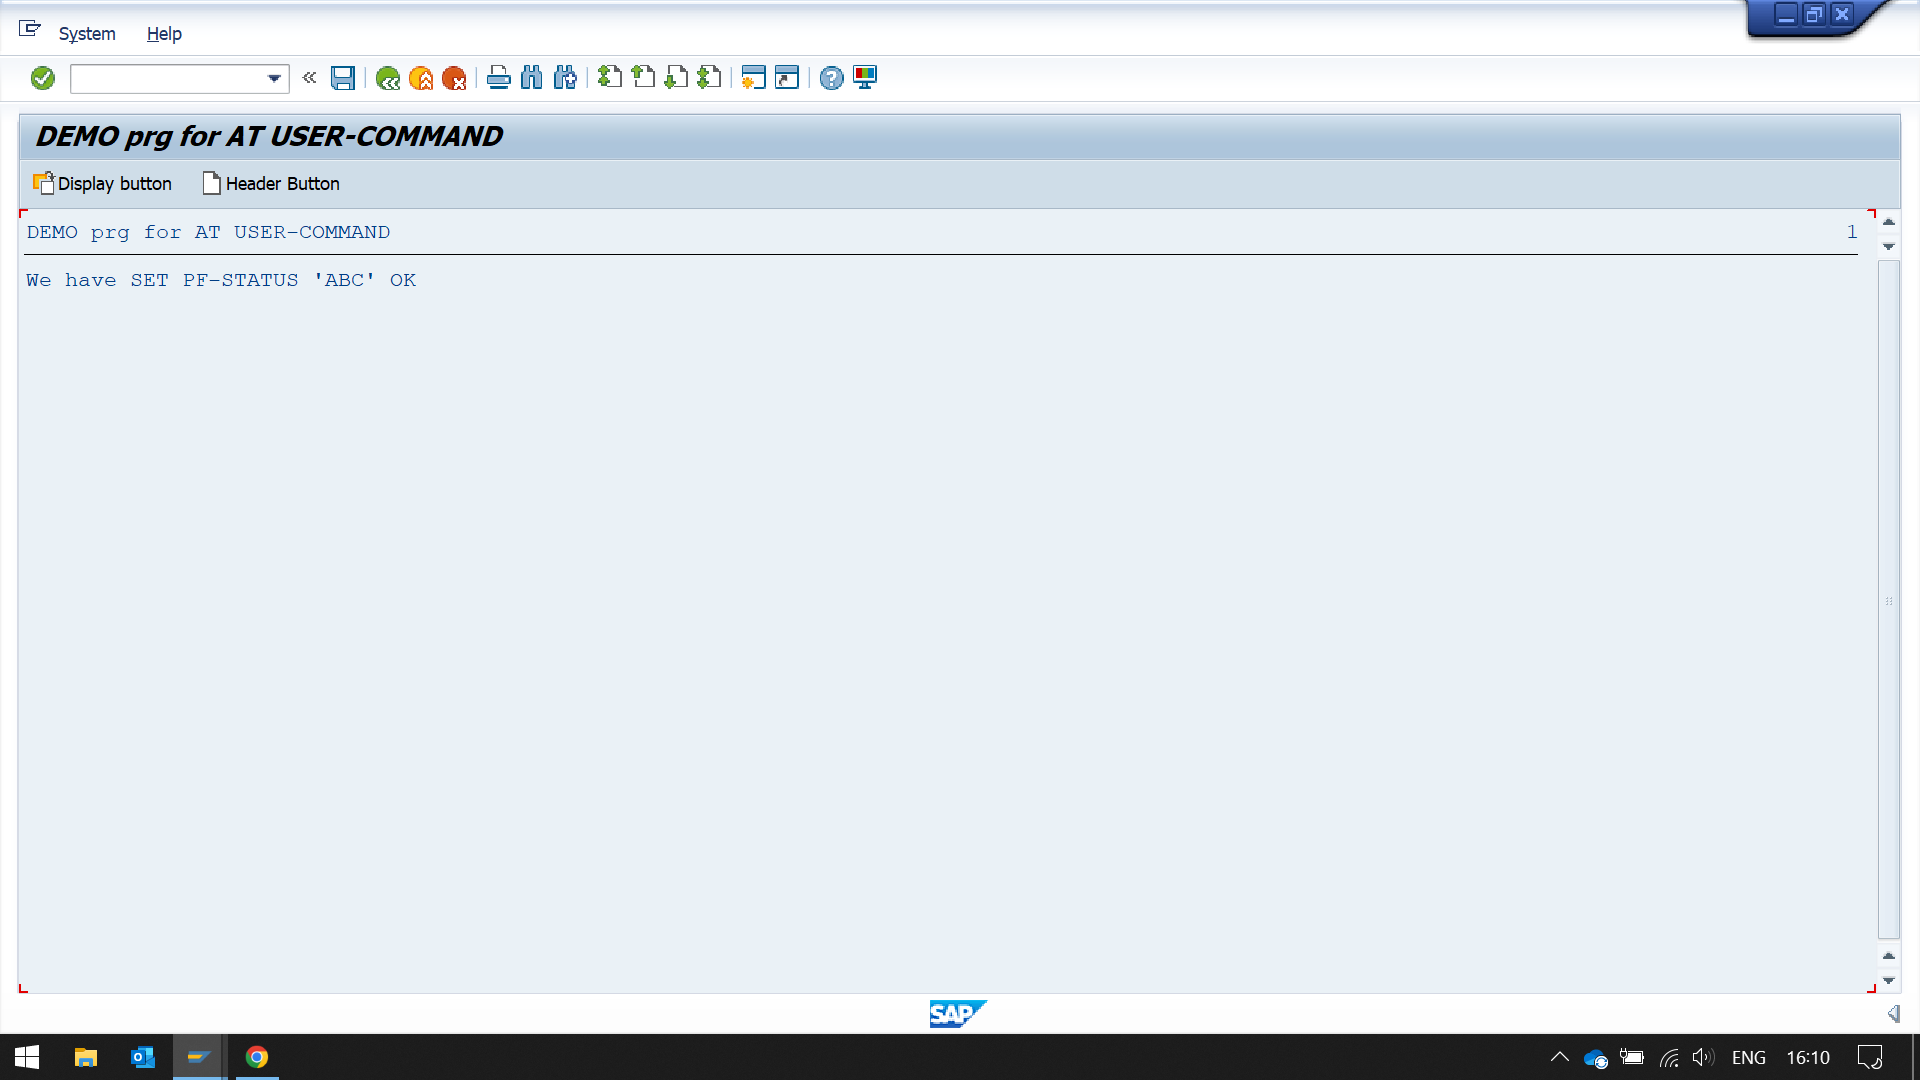 System Help
DEMO prg for AT USER-COMMAND
Display button Header Button
DEMO prg for AT USER-COMMAND 1
We have SET PF-STATUS 'ABC' OK
SAP
ENG 16:10